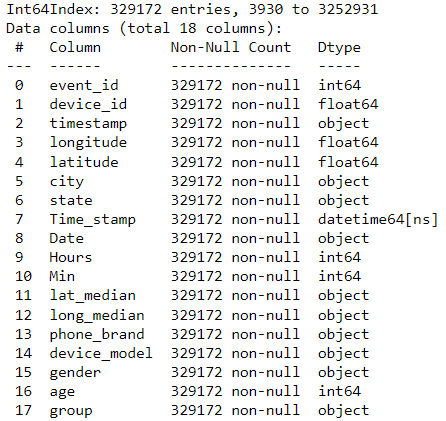 Int64Index: 329172 entries, 3930 to 3252931
Data columns (total 18 columns):
 #   Column        Non-Null Count   Dtype
---  ------        --------------   -----
 0   event_id      329172 non-null  int64
 1   device_id     329172 non-null  float64
 2   timestamp     329172 non-null  object
 3   longitude     329172 non-null  float64
 4   latitude      329172 non-null  float64
 5   city          329172 non-null  object
 6   state         329172 non-null  object
 7   Time_stamp    329172 non-null  datetime64[ns]
 8   Date          329172 non-null  object
 9   Hours         329172 non-null  int64
 10  Min           329172 non-null  int64
 11  lat_median    329172 non-null  object
 12  long_median   329172 non-null  object
 13  phone_brand   329172 non-null  object
 14  device_model  329172 non-null  object
 15  gender        329172 non-null  object
 16  age           329172 non-null  int64
 17  group         329172 non-null  object